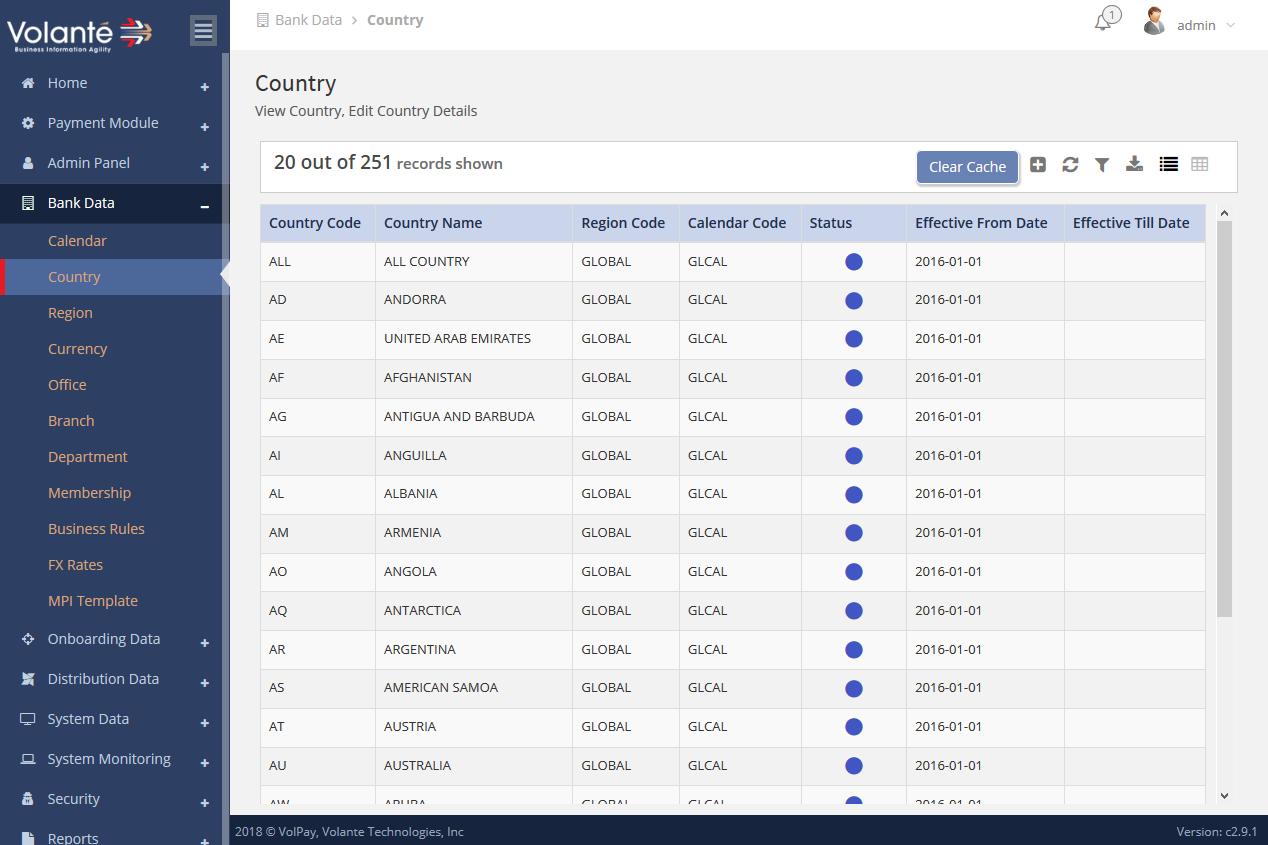 Volanté
Business Information Agility
Bank Data > Country
1
admin
Home
Payment Module
Admin Panel
Bank Data
Calendar
Country
Region
Currency
Office
Branch
Department
Membership
Business Rules
FX Rates
MPI Template
Onboarding Data
Distribution Data
System Data
System Monitoring
Security
Reports
Country
View Country, Edit Country Details
20 out of 251 records shown
Clear Cache
Country Code Country Name Region Code Calendar Code Status Effective From Date Effective Till Date
ALL ALL COUNTRY GLOBAL GLCAL 2016-01-01
AD ANDORRA GLOBAL GLCAL 2016-01-01
AE UNITED ARAB EMIRATES GLOBAL GLCAL 2016-01-01
AF AFGHANISTAN GLOBAL GLCAL 2016-01-01
AG ANTIGUA AND BARBUDA GLOBAL GLCAL 2016-01-01
AI ANGUILLA GLOBAL GLCAL 2016-01-01
AL ALBANIA GLOBAL GLCAL 2016-01-01
AM ARMENIA GLOBAL GLCAL 2016-01-01
AO ANGOLA GLOBAL GLCAL 2016-01-01
AQ ANTARCTICA GLOBAL GLCAL 2016-01-01
AR ARGENTINA GLOBAL GLCAL 2016-01-01
AS AMERICAN SAMOA GLOBAL GLCAL 2016-01-01
AT AUSTRIA GLOBAL GLCAL 2016-01-01
AU AUSTRALIA GLOBAL GLCAL 2016-01-01
AW ARUBA GLOBAL GLCAL 2016-01-01
2018 © VolPay, Volante Technologies, Inc
Version: c2.9.1